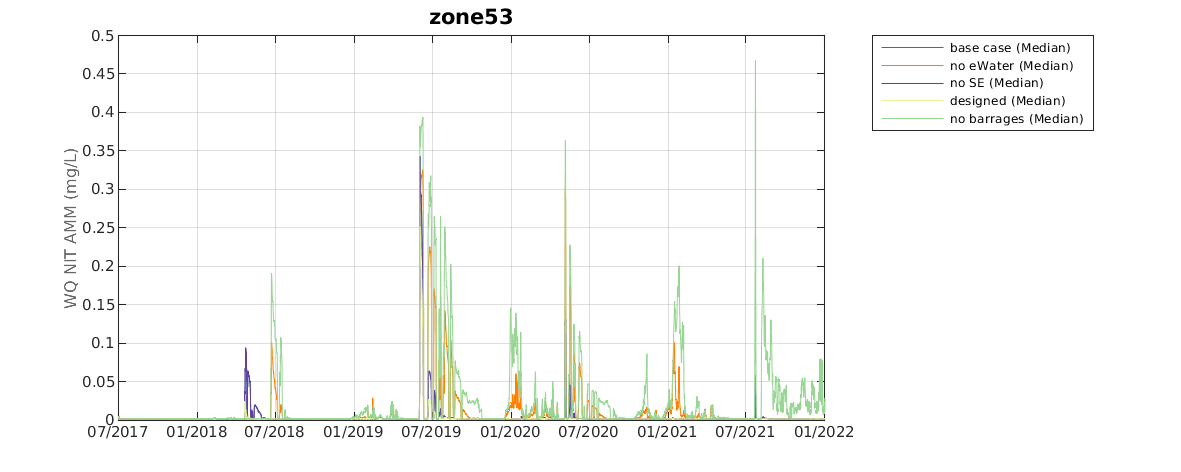 zone53
0.5
0.45
0.4
0.35
0.3
0.25
0.2
0.15
0.1
0.05
0
WQ NIT AMM (mg/L)
07/2017 01/2018 07/2018 01/2019 07/2019 01/2020 07/2020 01/2021 07/2021 01/2022
base case (Median)
no eWater (Median)
no SE (Median)
designed (Median)
no barrages (Median)